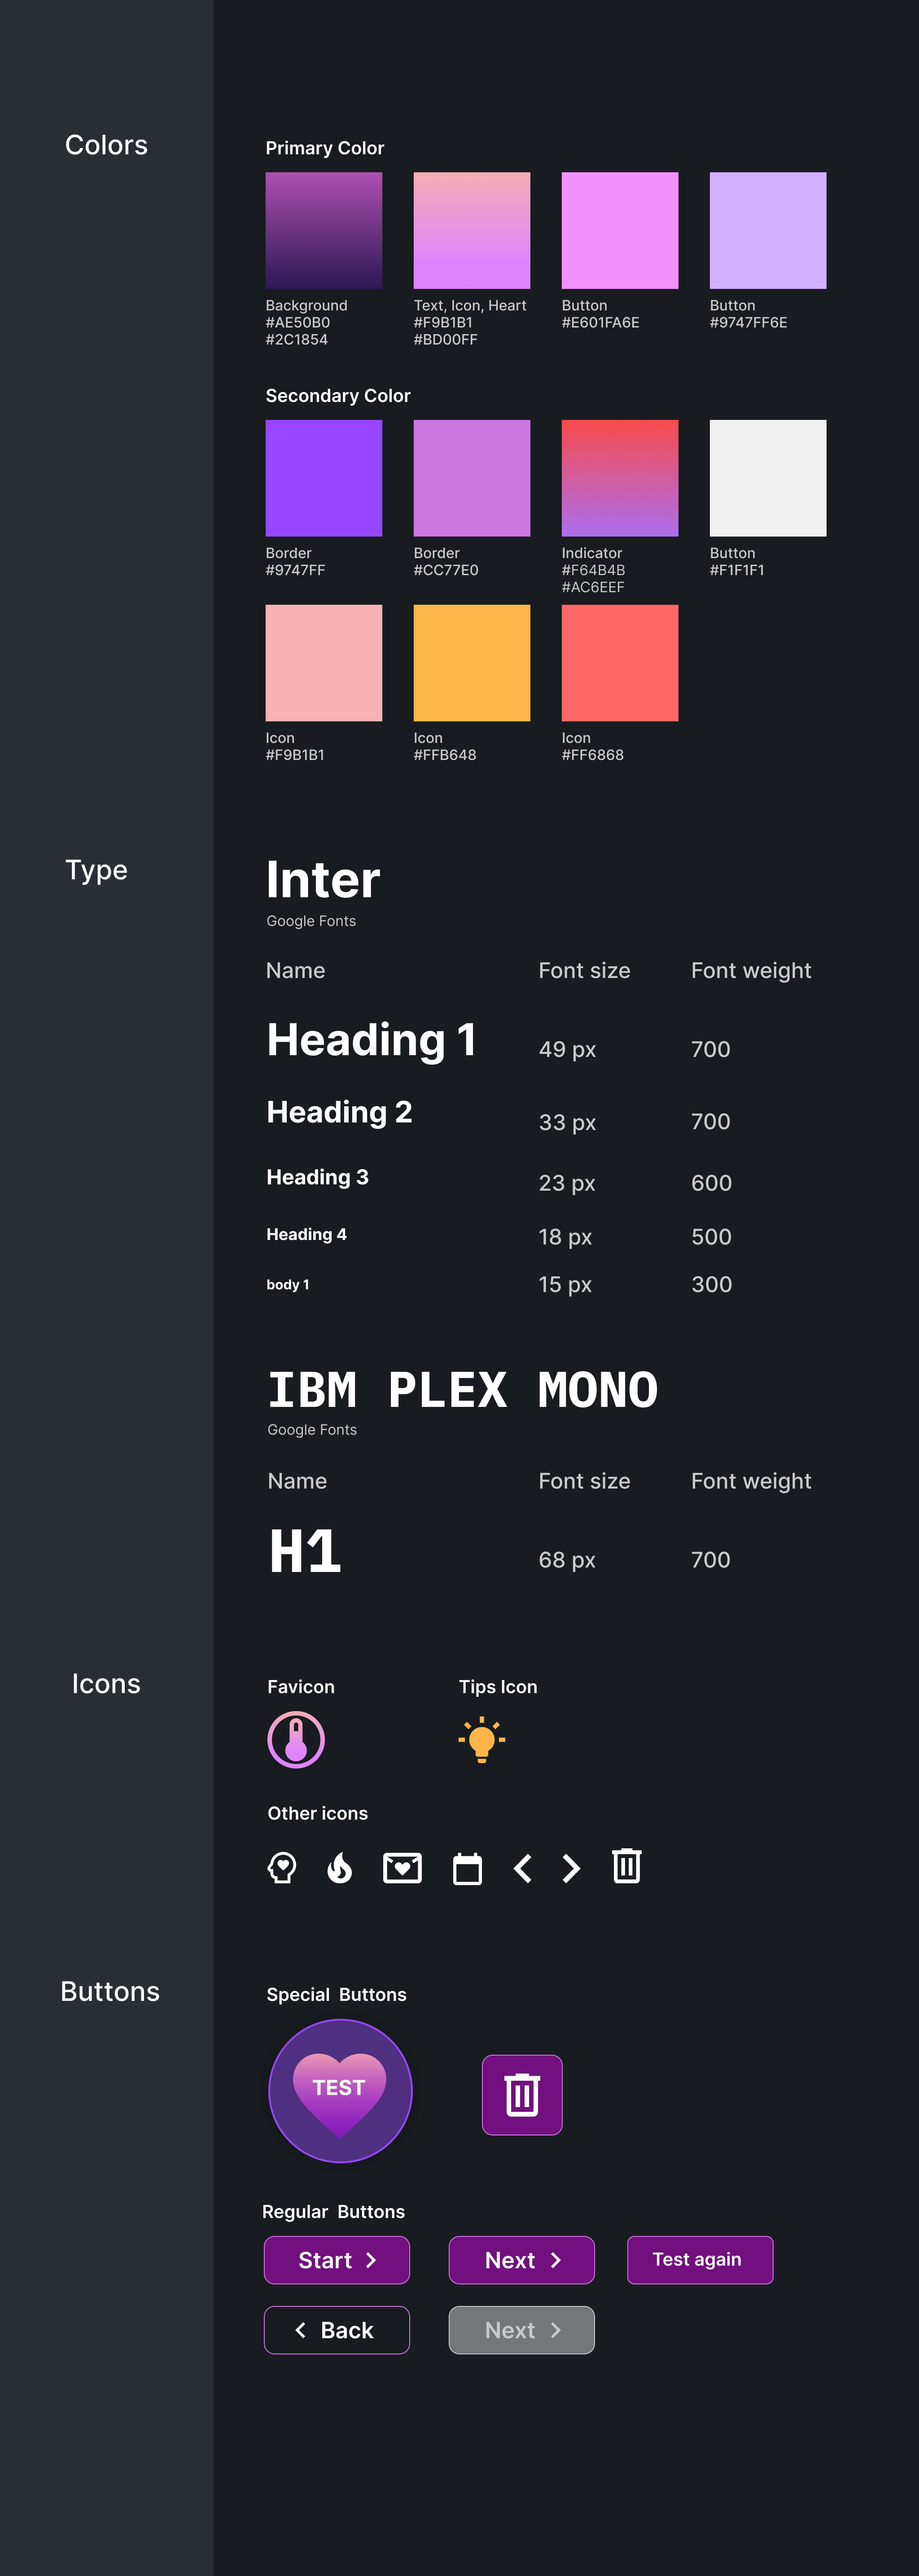 Colors
Primary Color
Background
#AE50B0
#2C1854
Text, Icon, Heart
#F9B1B1
#BD00FF
Button
#E601FA6E
Button
#9747FF6E
Secondary Color
Border
#9747FF
Border
#CC77E0
Indicator
#F64B4B
#AC6EEF
Button
#F1F1F1
Icon
#F9B1B1
Icon
#FFB648
Icon
#FF6868
Type
Inter
Google Fonts
Name Font size Font weight
Heading 1 49 px 700
Heading 2 33 px 700
Heading 3 23 px 600
Heading 4 18 px 500
body 1 15 px 300
IBM PLEX MONO
Google Fonts
Name Font size Font weight
H1 68 px 700
Icons
Favicon Tips Icon
Other icons
Buttons
Special Buttons
TEST
Regular Buttons
Start Next Test again
Back Next